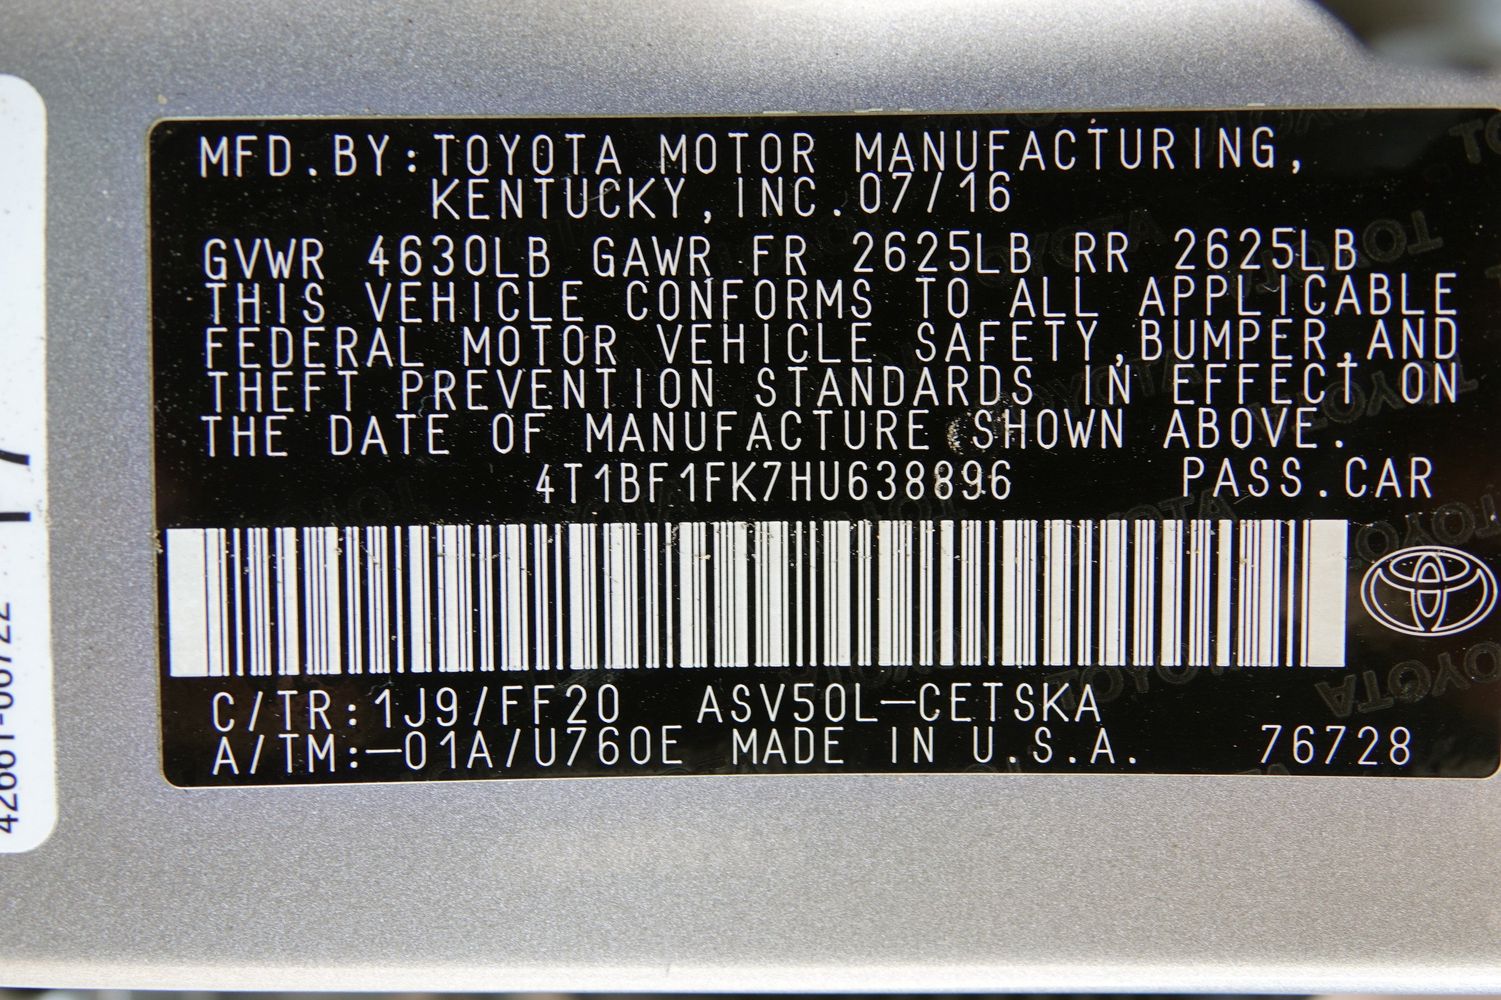 MFD.BY:TOYOTA MOTOR MANUFACTURING,
KENTUCKY,INC.07/16
GVWR 4630LB GAWR FR 2625LB RR 2625LB
THIS VEHICLE CONFORMS TO ALL APPLICABLE
FEDERAL MOTOR VEHICLE SAFETY,BUMPER,AND
THEFT PREVENTION STANDARDS IN EFFECT ON
THE DATE OF MANUFACTURE SHOWN ABOVE.
4T1BF1FK7HU638896 PASS.CAR
C/TR:1J9/FF20 ASV50L-CETSKA
A/TM:-01A/U760E MADE IN U.S.A. 76728